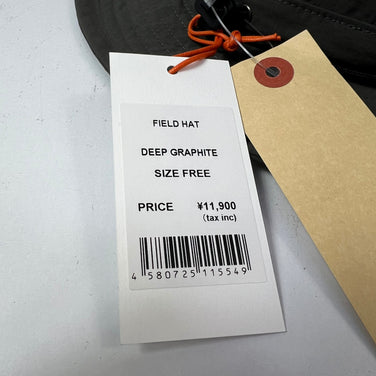 FIELD HAT
DEEP GRAPHITE
SIZE FREE
PRICE ¥11,900
(tax inc)
4 580725 115549